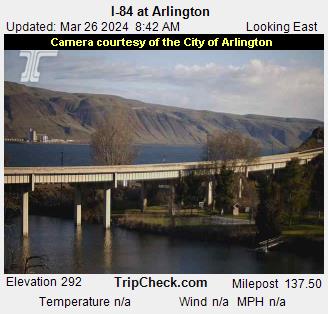 I-84 at Arlington
Updated: Mar 26 2024 8:42 AM Looking East
Camera courtesy of the City of Arlington
Elevation 292 TripCheck.com Milepost 137.50
Temperature n/a Wind n/a MPH n/a